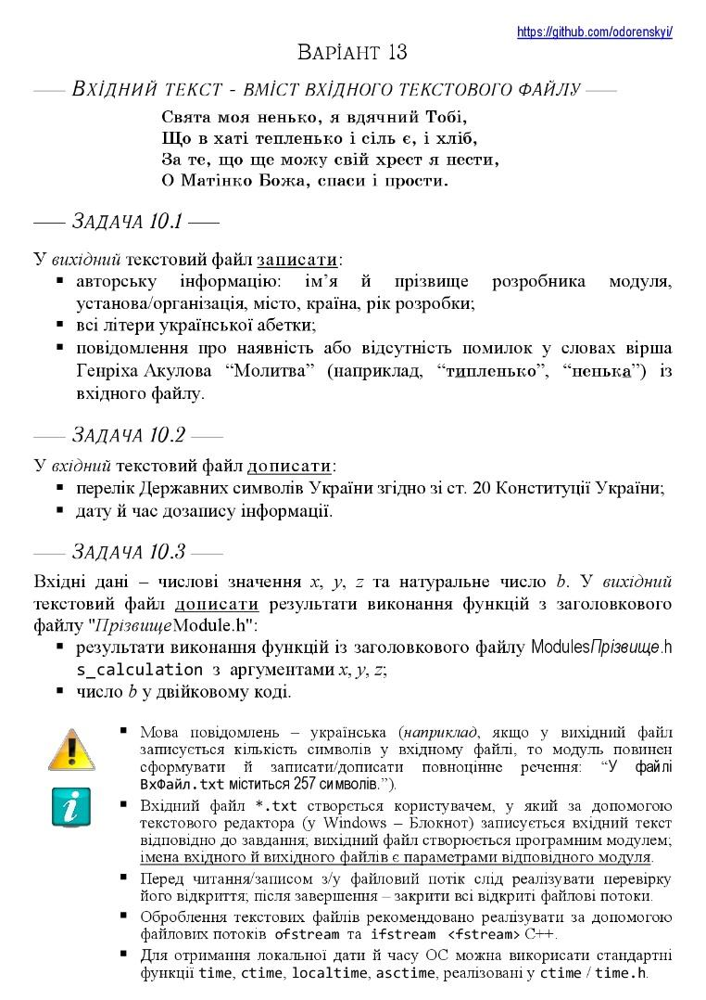 https://github.com/odorenskyi/
ВАРІАНТ 13
ВХІДНИЙ ТЕКСТ - ВМІСТ ВХІДНОГО ТЕКСТОВОГО ФАЙЛУ
Свята моя ненько, я вдячний Тобі,
Що в хаті тепленько і сіль є, і хліб,
За те, що ще можу свій хрест я нести,
О Матінко Божа, спаси і прости.
ЗАДАЧА 10.1
У вихідний текстовий файл записати:
▪ авторську інформацію: ім’я й прізвище розробника модуля,
установа/організація, місто, країна, рік розробки;
▪ всі літери української абетки;
▪ повідомлення про наявність або відсутність помилок у словах вірша
Генріха Акулова “Молитва” (наприклад, “типленько”, “ненька”) із
вхідного файлу.
ЗАДАЧА 10.2
У вхідний текстовий файл дописати:
▪ перелік Державних символів України згідно зі ст. 20 Конституції України;
▪ дату й час дозапису інформації.
ЗАДАЧА 10.3
Вхідні дані – числові значення x, y, z та натуральне число b. У вихідний
текстовий файл дописати результати виконання функцій з заголовкового
файлу "ПрізвищеModule.h":
▪ результати виконання функцій із заголовкового файлу ModulesПрізвище.h
s_calculation з аргументами x, y, z;
▪ число b у двійковому коді.
▪ Мова повідомлень – українська (наприклад, якщо у вихідний файл
записується кількість символів у вхідному файлі, то модуль повинен
сформувати й записати/дописати повноцінне речення: “У файлі
ВхФайл.txt міститься 257 символів.”).
▪ Вхідний файл *.txt створюється користувачем, у який за допомогою
текстового редактора (у Windows – Блокнот) записується вхідний текст
відповідно до завдання; вихідний файл створюється програмним модулем;
імена вхідного й вихідного файлів є параметрами відповідного модуля.
▪ Перед читання/записом з/у файловий потік слід реалізувати перевірку
його відкриття; після завершення – закрити всі відкриті файлові потоки.
▪ Оброблення текстових файлів рекомендовано реалізувати за допомогою
файлових потоків ofstream та ifstream <fstream> C++.
▪ Для отримання локальної дати й часу ОС можна використати стандартні
функції time, ctime, localtime, asctime, реалізовані у ctime / time.h.